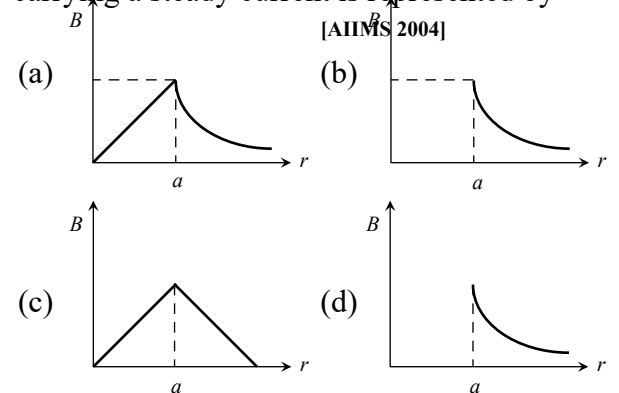 carrying a steady current is represented by
[AIIMS 2004]
(a) B r a
(b) B r a
(c) B r a
(d) B r a